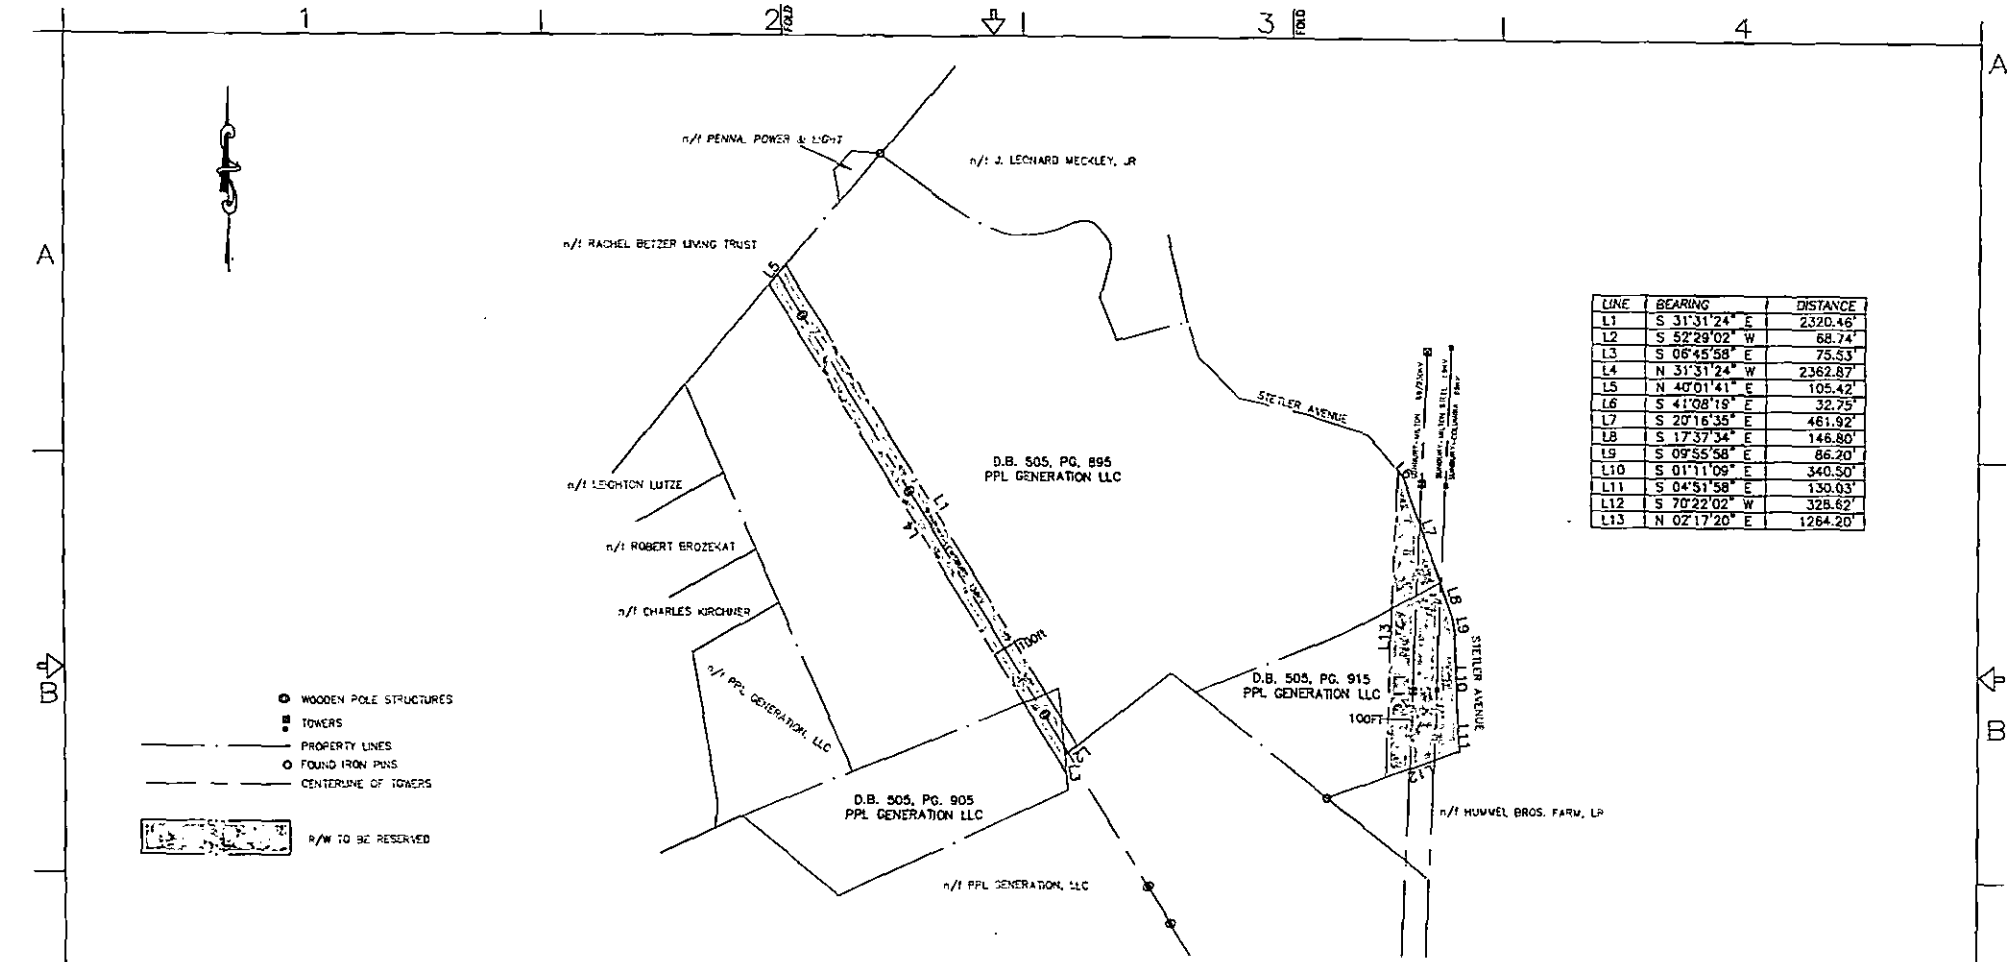 1
2
FOLD
3
FOLD
4
A
A
n/f PENNA. POWER & LIGHT
n/f J. LEONARD MECKLEY, JR
n/f RACHEL BETZER LIVING TRUST
L5
LINE BEARING DISTANCE
L1 S 31°31'24" E 2320.46'
L2 S 52°29'02" W 68.74'
L3 S 06°45'58" E 75.53'
L4 N 31°31'24" W 2362.87'
L5 N 40°01'41" E 105.42'
L6 S 41°08'19" E 32.75'
L7 S 20°16'35" E 461.92'
L8 S 17°37'34" E 146.80'
L9 S 09°55'58" E 86.20'
L10 S 01°11'09" E 340.50'
L11 S 04°51'58" E 130.03'
L12 S 70°22'02" W 328.62'
L13 N 02°17'20" E 1264.20'
STETLER AVENUE
D.B. 505, PG. 895
PPL GENERATION LLC
n/f LEIGHTON LUTZE
L1
L4
L7
n/f ROBERT BROZEKAT
n/f CHARLES KIRCHNER
L8
L9
L13
100ft
STETLER AVENUE
n/f PPL GENERATION, LLC
D.B. 505, PG. 915
PPL GENERATION LLC
L10
100FT
L11
B
B
WOODEN POLE STRUCTURES
TOWERS
PROPERTY LINES
FOUND IRON PINS
CENTERLINE OF TOWERS
R/W TO BE RESERVED
L2
L3
D.B. 505, PG. 905
PPL GENERATION LLC
n/f HUMMEL BROS. FARM, LP
n/f PPL GENERATION, LLC